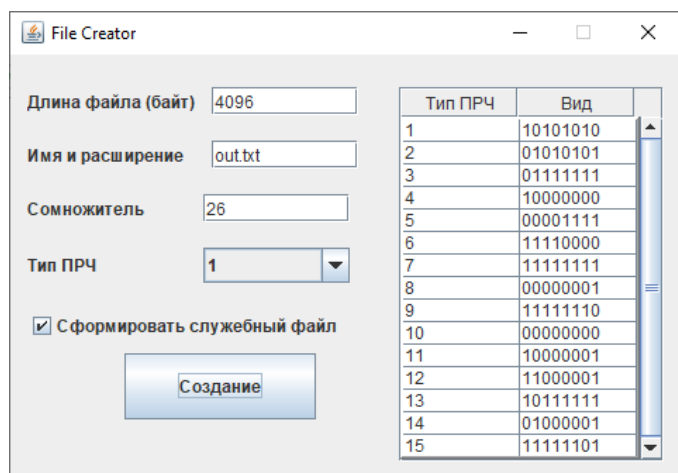 File Creator
Длина файла (байт) 4096
Имя и расширение out.txt
Сомножитель 26
Тип ПРЧ 1
Сформировать служебный файл
Создание
Тип ПРЧ Вид
1 10101010
2 01010101
3 01111111
4 10000000
5 00001111
6 11110000
7 11111111
8 00000001
9 11111110
10 00000000
11 10000001
12 11000001
13 10111111
14 01000001
15 11111101